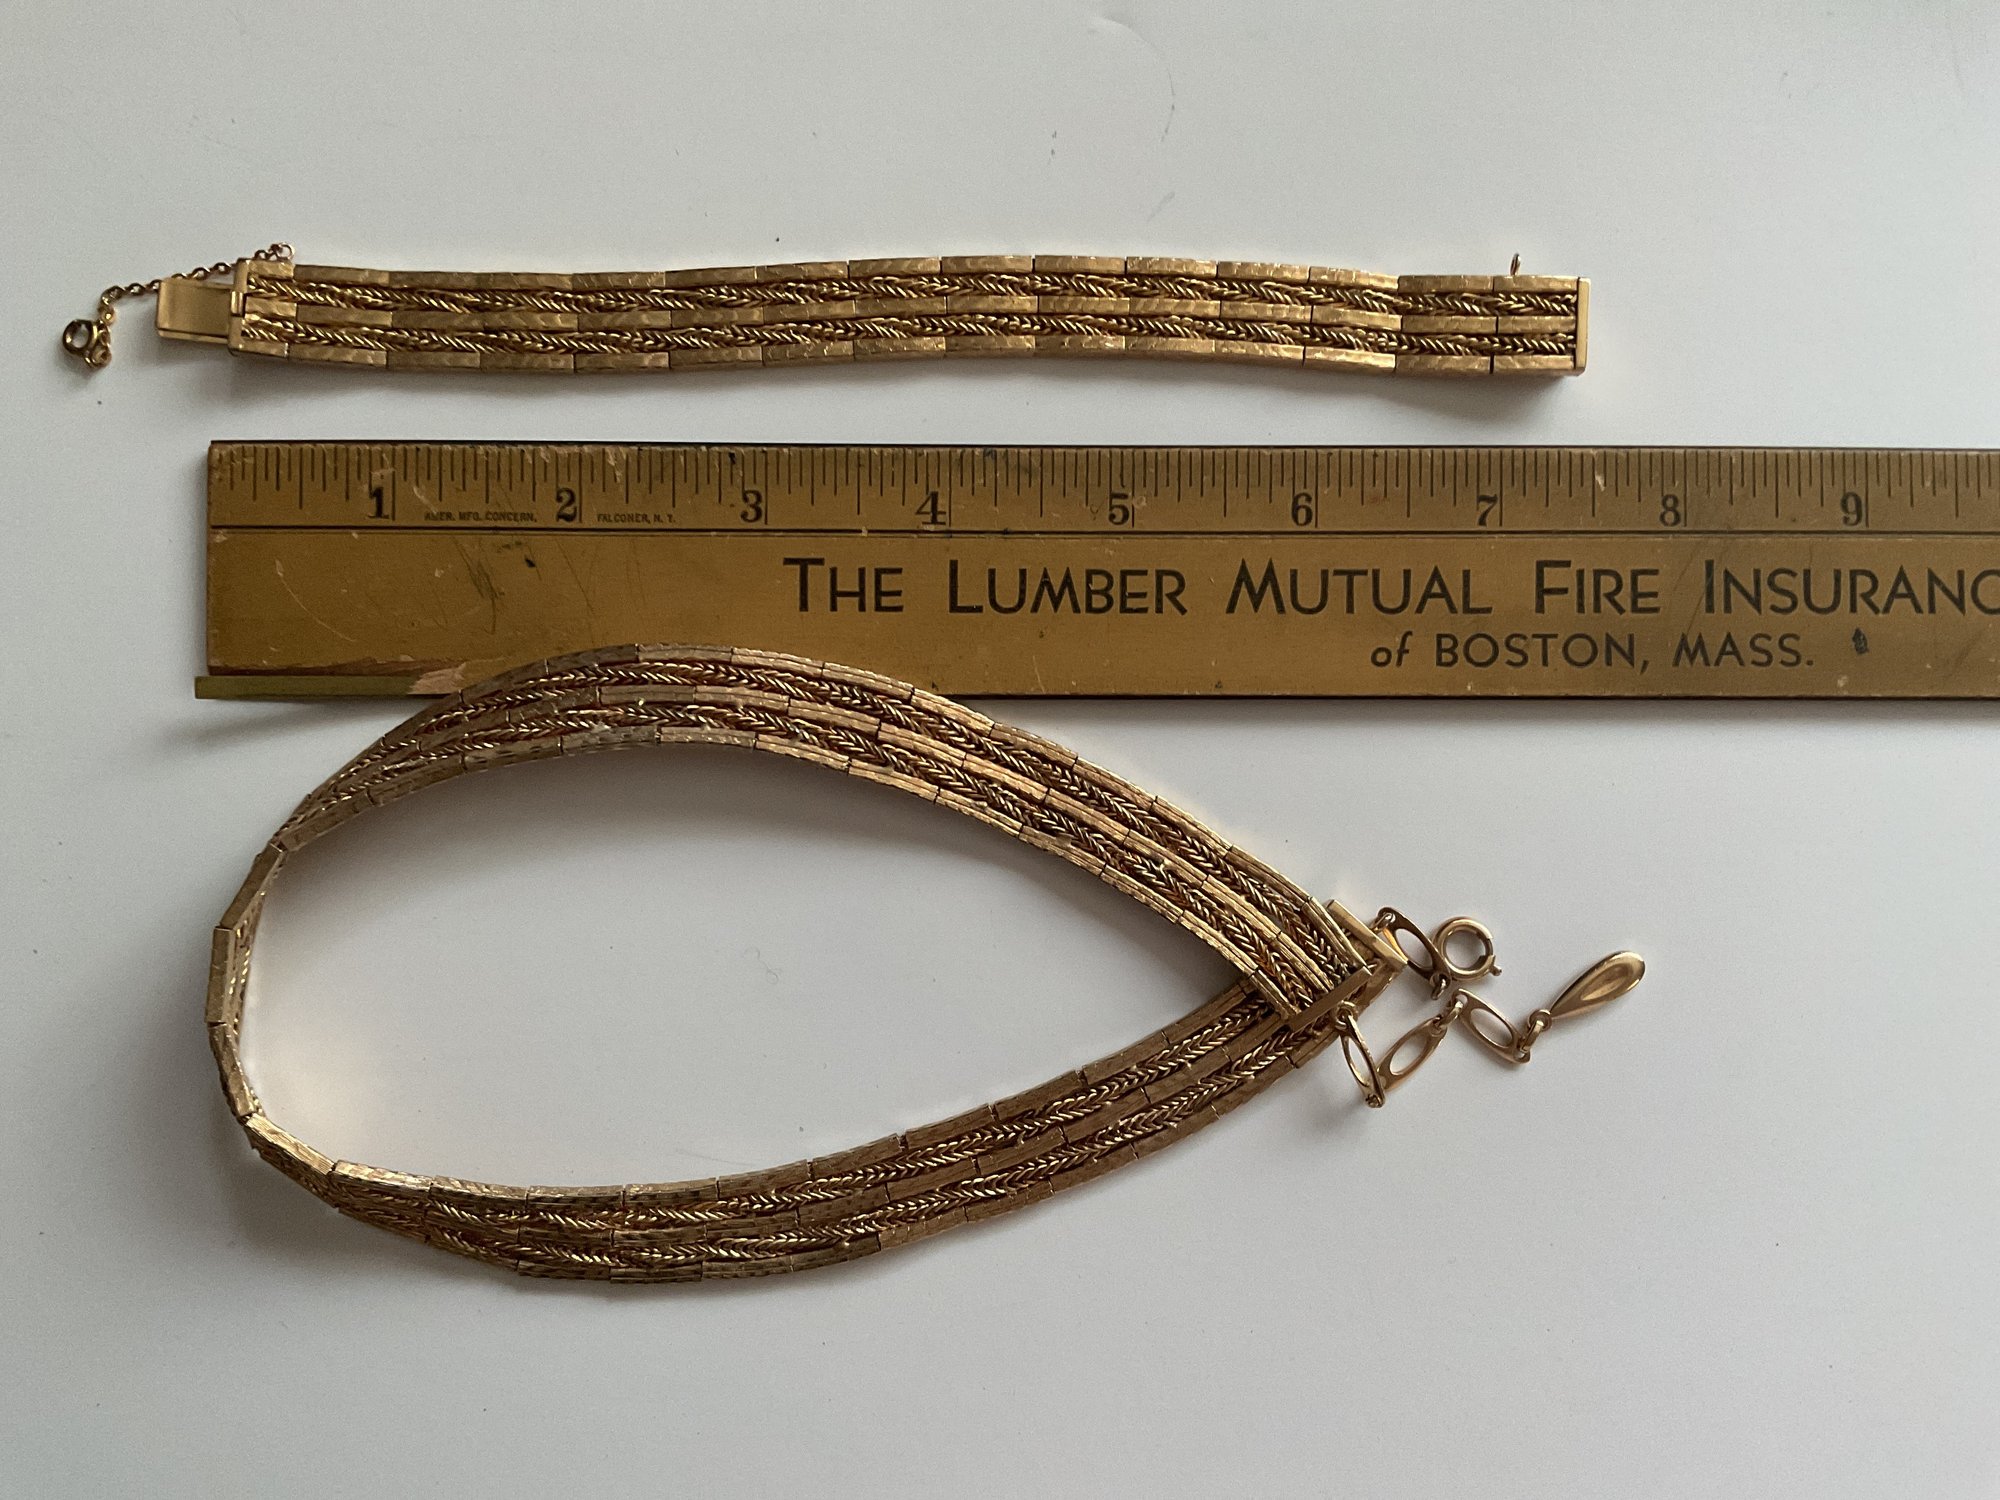 1 2 3 4 5 6 7 8 9
AMER. MFG. CONCERN, FALCONER, N. Y.
THE LUMBER MUTUAL FIRE INSURANC
of BOSTON, MASS.